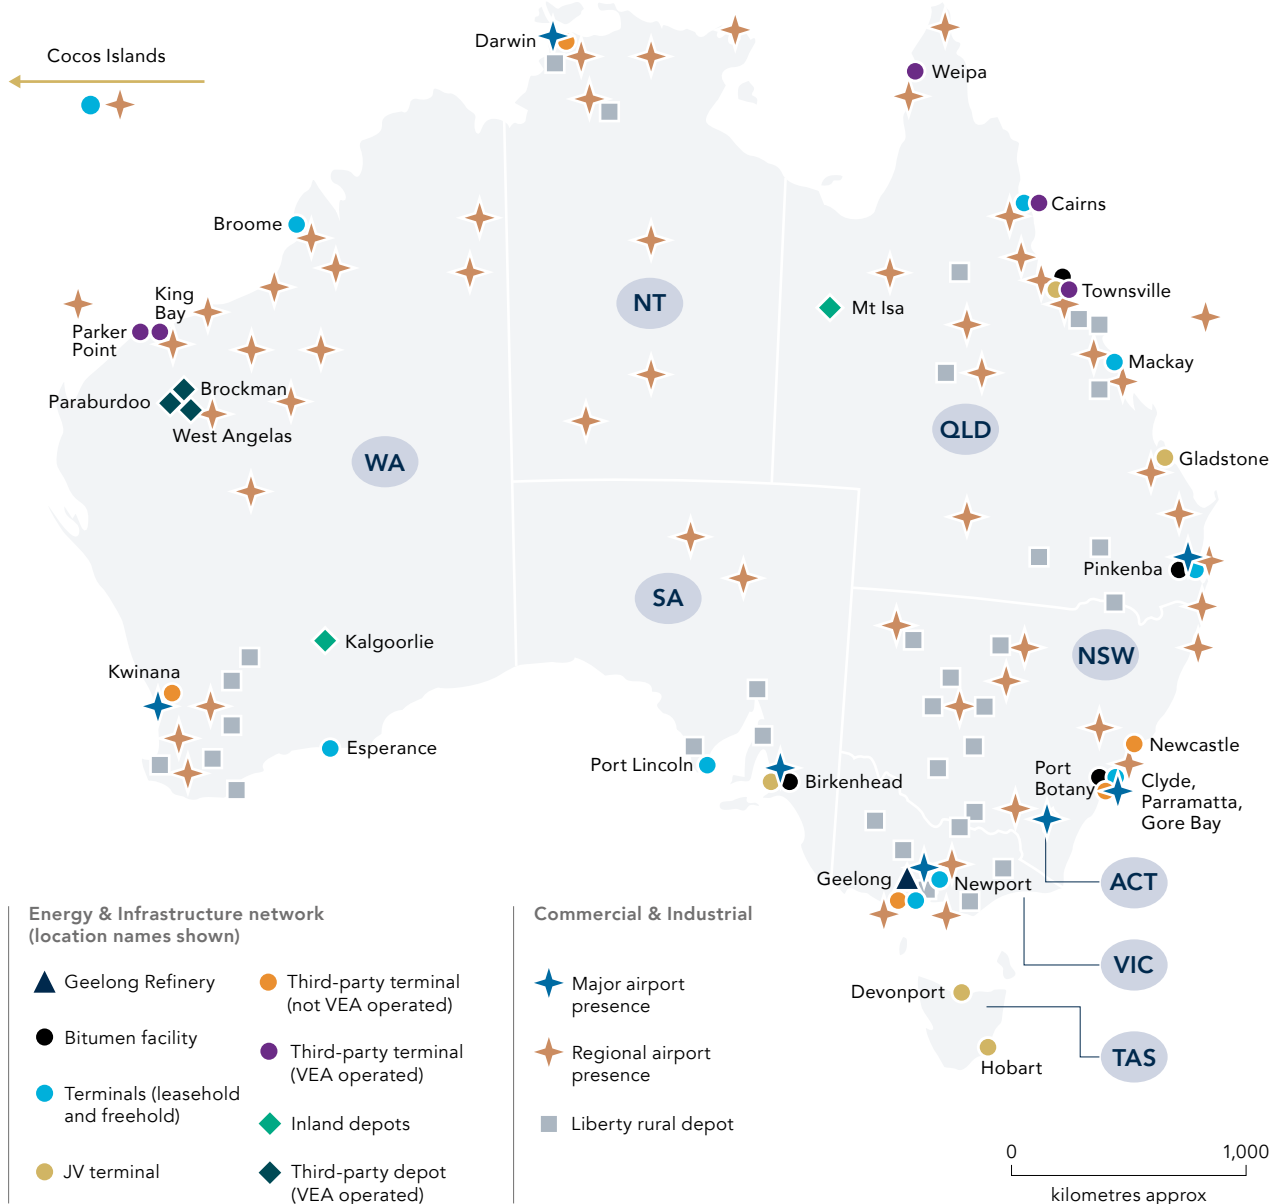 Cocos Islands
Darwin
Weipa
Cairns
Broome
King
Bay
Parker
Point
Townsville
Mt Isa
NT
Mackay
Brockman
Paraburdoo
West Angelas
QLD
WA
Gladstone
Pinkenba
SA
Kalgoorlie
NSW
Kwinana
Esperance
Newcastle
Port Lincoln
Birkenhead
Port
Botany
Clyde,
Parramatta,
Gore Bay
Geelong
Newport
ACT
VIC
Devonport
TAS
Hobart
Energy & Infrastructure network
(location names shown)
Geelong Refinery
Bitumen facility
Terminals (leasehold
and freehold)
JV terminal
Third-party terminal
(not VEA operated)
Third-party terminal
(VEA operated)
Inland depots
Third-party depot
(VEA operated)
Commercial & Industrial
Major airport
presence
Regional airport
presence
Liberty rural depot
0 1,000
kilometres approx